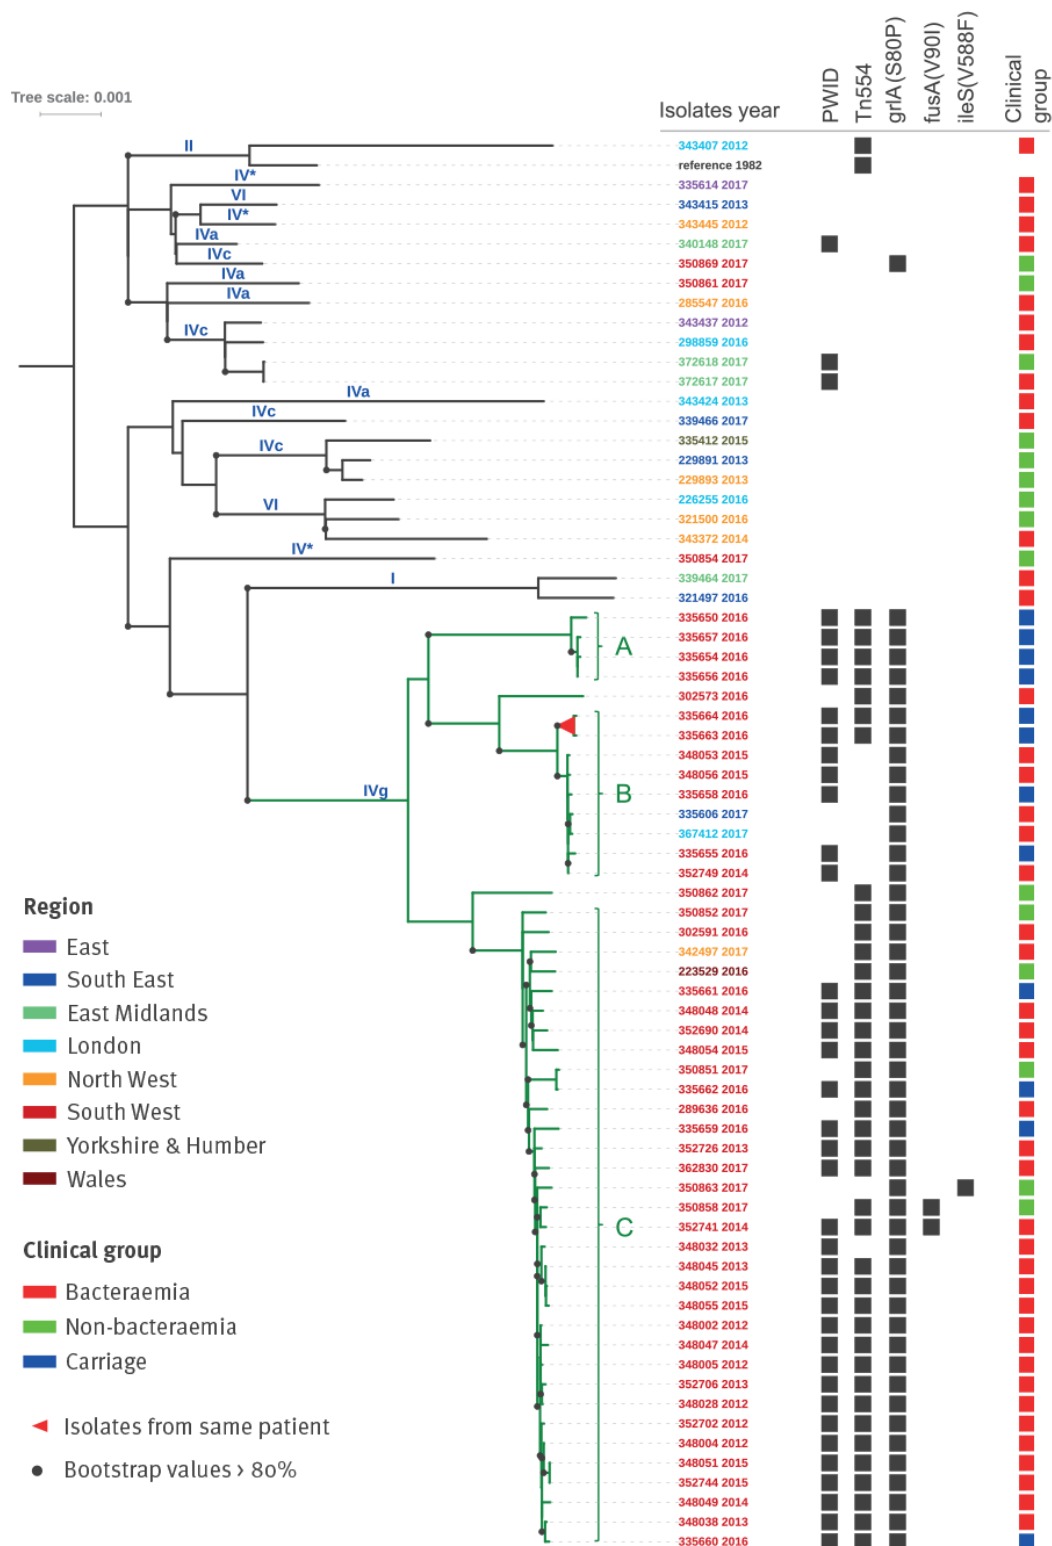 Tree scale: 0.001
Isolates year
PWID
Tn554
grlA(S80P)
fusA(V90I)
ileS(V588F)
Clinical
group
II
343407 2012
reference 1982
IV*
335614 2017
VI
343415 2013
IV*
343445 2012
IVa
340148 2017
IVc
350869 2017
IVa
350861 2017
IVa
285547 2016
343437 2012
IVc
298859 2016
372618 2017
372617 2017
IVa
343424 2013
IVc
339466 2017
335412 2015
IVc
229891 2013
229893 2013
226255 2016
VI
321500 2016
343372 2014
IV*
350854 2017
I
339464 2017
321497 2016
335650 2016
335657 2016
A
335654 2016
335656 2016
302573 2016
335664 2016
335663 2016
348053 2015
348056 2015
IVg
B
335658 2016
335606 2017
367412 2017
335655 2016
352749 2014
350862 2017
350852 2017
302591 2016
342497 2017
223529 2016
335661 2016
348048 2014
352690 2014
348054 2015
350851 2017
335662 2016
289636 2016
335659 2016
352726 2013
362830 2017
350863 2017
350858 2017
C
352741 2014
348032 2013
348045 2013
348052 2015
348055 2015
348002 2012
348047 2014
348005 2012
352706 2013
348028 2012
352702 2012
348004 2012
348051 2015
352744 2015
348049 2014
348038 2013
335660 2016
Region
East
South East
East Midlands
London
North West
South West
Yorkshire & Humber
Wales
Clinical group
Bacteraemia
Non-bacteraemia
Carriage
Isolates from same patient
Bootstrap values > 80%